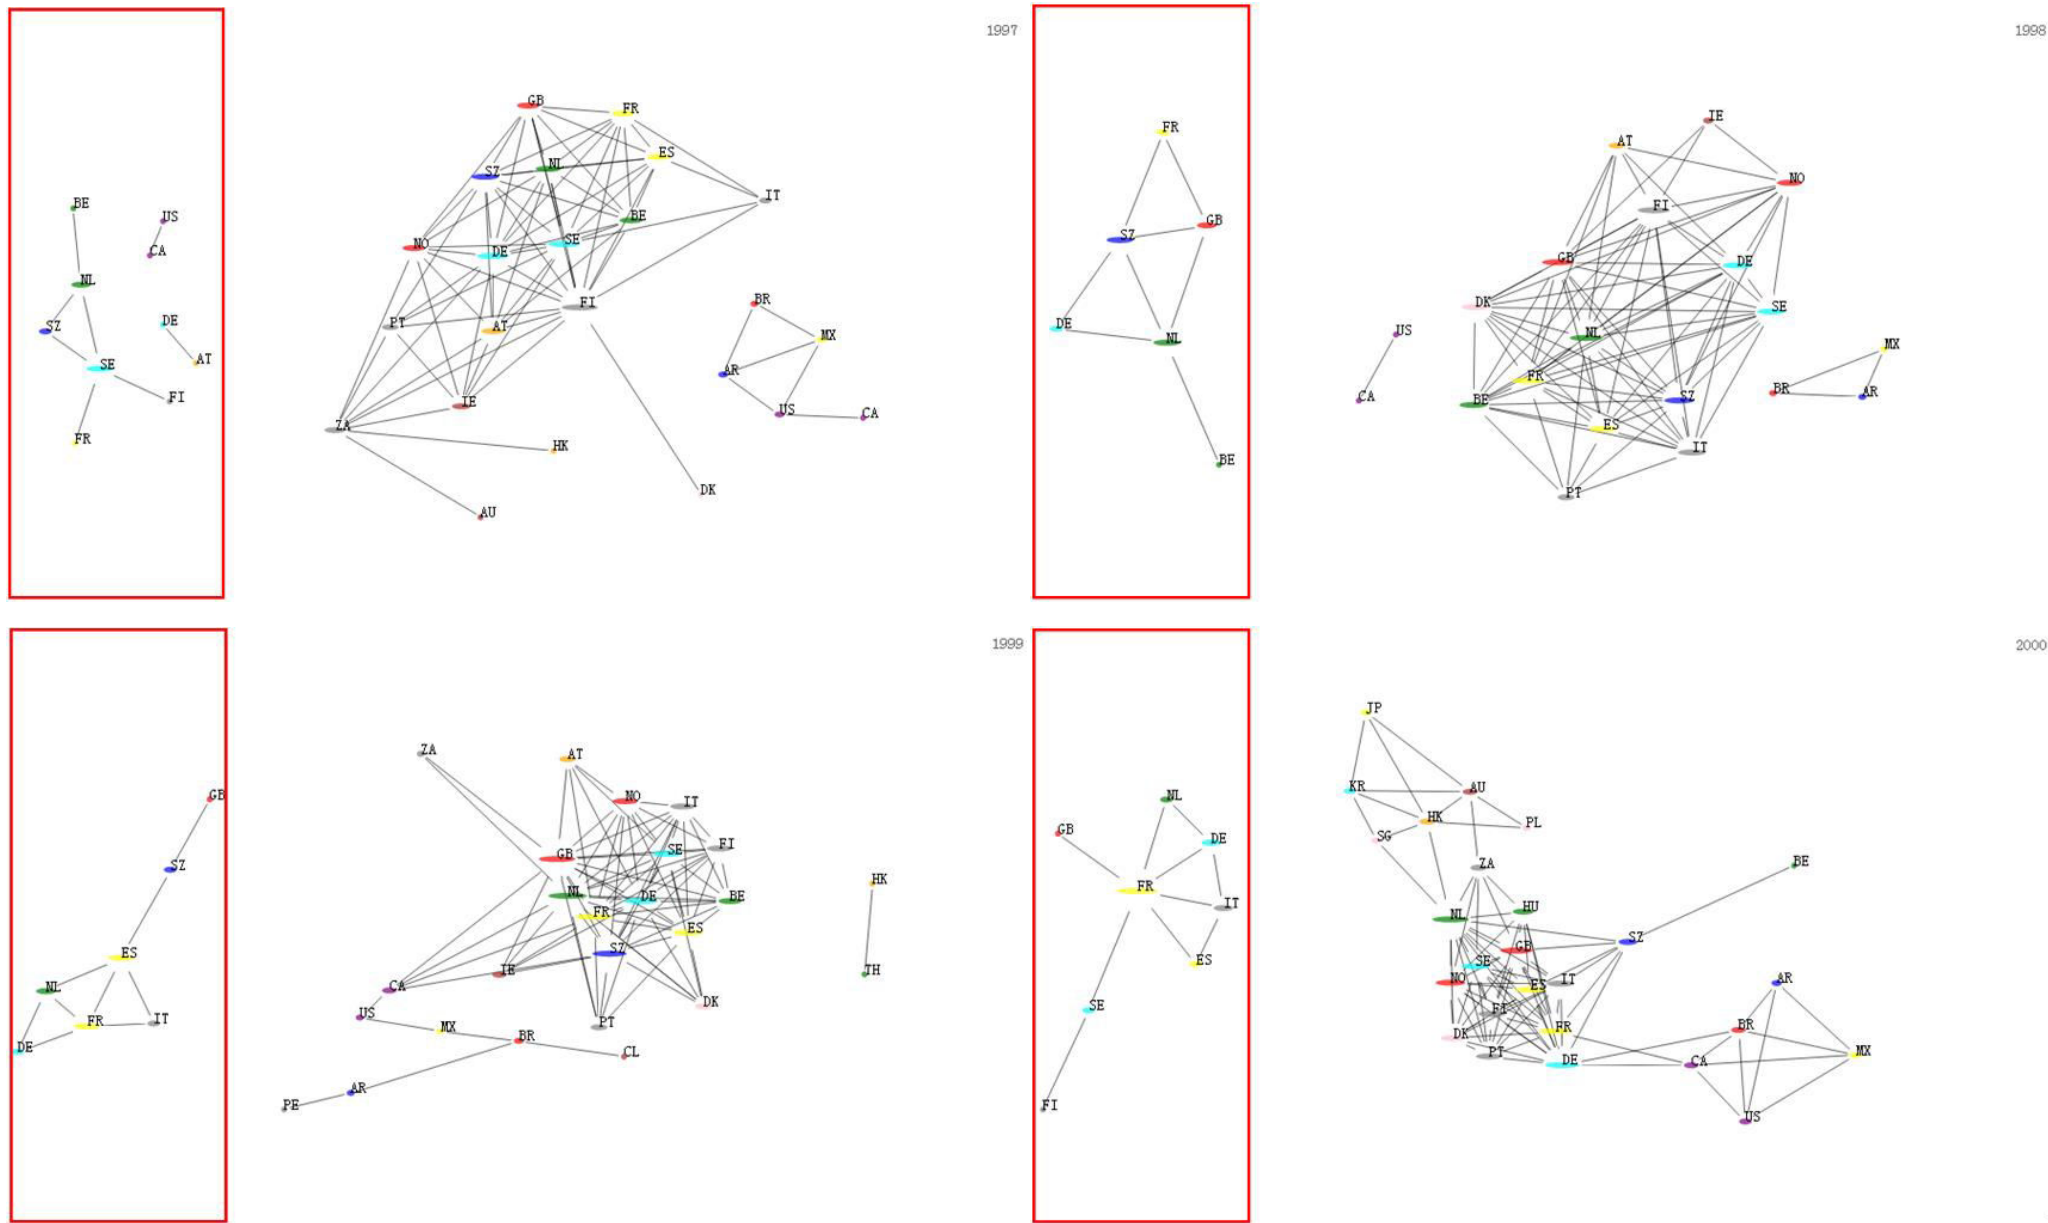 1997
BE
US
CA
NL
SZ
DE
AT
SE
FI
FR
GB
FR
SZ
NL
ES
IT
BE
NO
DE
SE
FI
PT
AT
IE
ZA
HK
AU
DK
BR
MX
AR
US
CA
1998
FR
GB
SZ
DE
NL
BE
IE
AT
NO
FI
GB
DE
DK
SE
NL
FR
BE
SZ
ES
IT
PT
US
CA
MX
BR
AR
1999
GB
SZ
ES
NL
FR
IT
DE
ZA
AT
NO
IT
FI
GB
SE
NL
DE
BE
FR
ES
SZ
IE
CA
DK
US
PT
MX
BR
CL
AR
PE
HK
TH
2000
NL
GB
DE
FR
IT
ES
SE
FI
JP
KR
AU
HK
PL
SG
ZA
BE
NL
HU
SZ
GB
SE
NO
IT
ES
FI
FR
DK
PT
DE
AR
BR
MX
CA
US